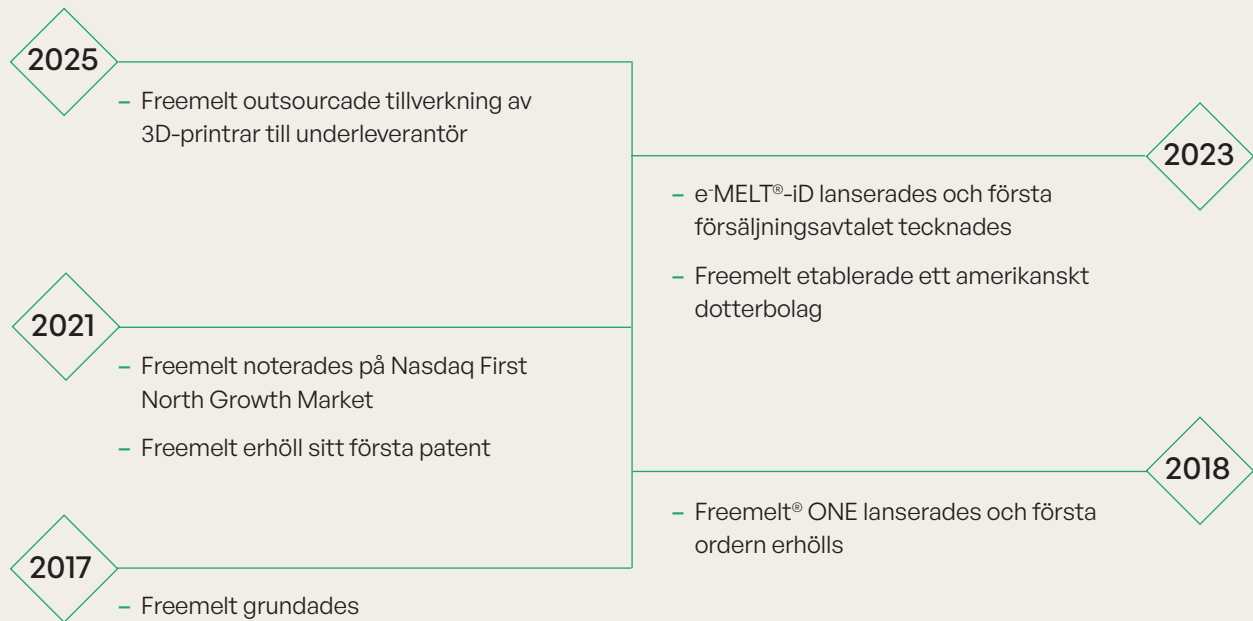 2025
– Freemelt outsourcade tillverkning av
3D-printrar till underleverantör
2023
– e-MELT®-iD lanserades och första
försäljningsavtalet tecknades
– Freemelt etablerade ett amerikanskt
dotterbolag
2021
– Freemelt noterades på Nasdaq First
North Growth Market
– Freemelt erhöll sitt första patent
2018
– Freemelt® ONE lanserades och första
ordern erhölls
2017
– Freemelt grundades